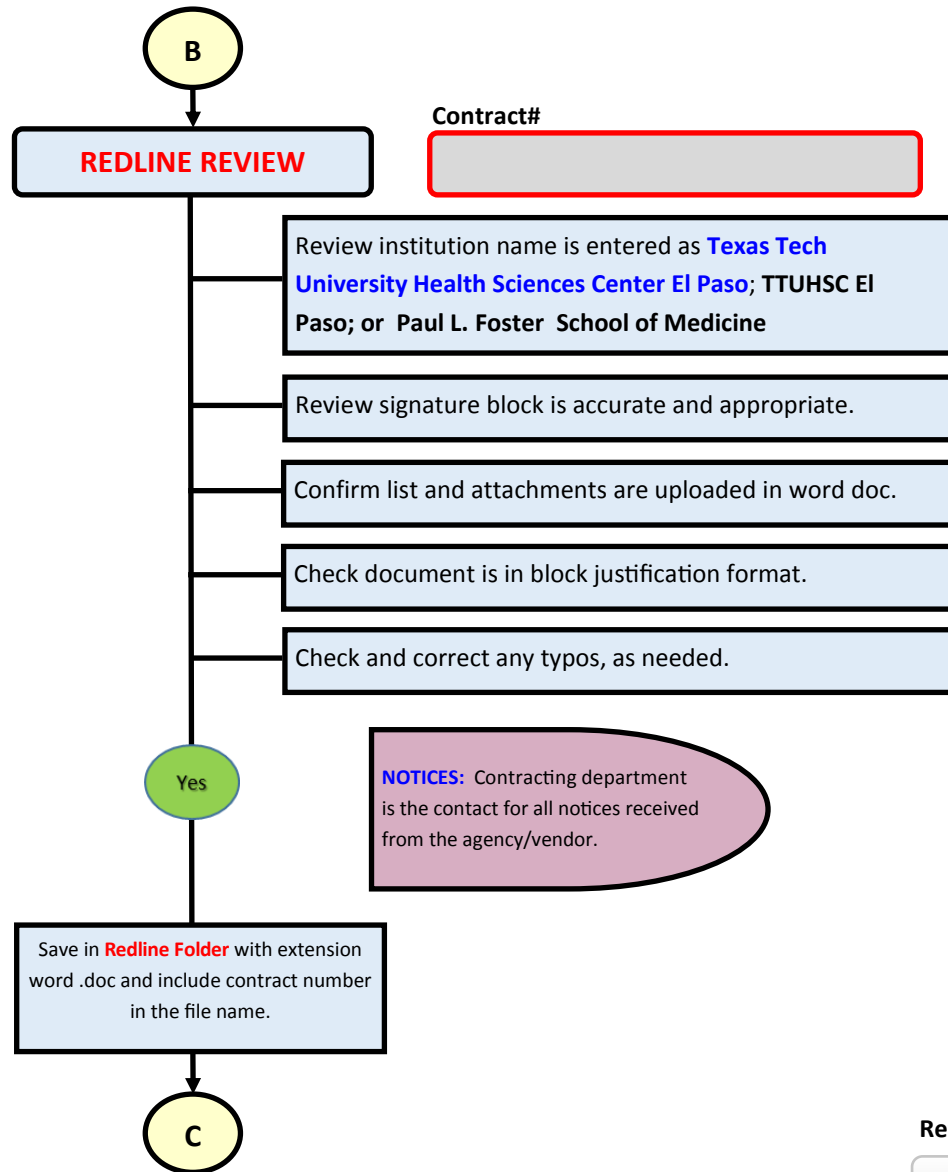 B
Contract#
REDLINE REVIEW
Review institution name is entered as Texas Tech
University Health Sciences Center El Paso; TTUHSC El
Paso; or Paul L. Foster School of Medicine
Review signature block is accurate and appropriate.
Confirm list and attachments are uploaded in word doc.
Check document is in block justification format.
Check and correct any typos, as needed.
Yes
NOTICES: Contracting department
is the contact for all notices received
from the agency/vendor.
Save in Redline Folder with extension
word .doc and include contract number
in the file name.
C
Re